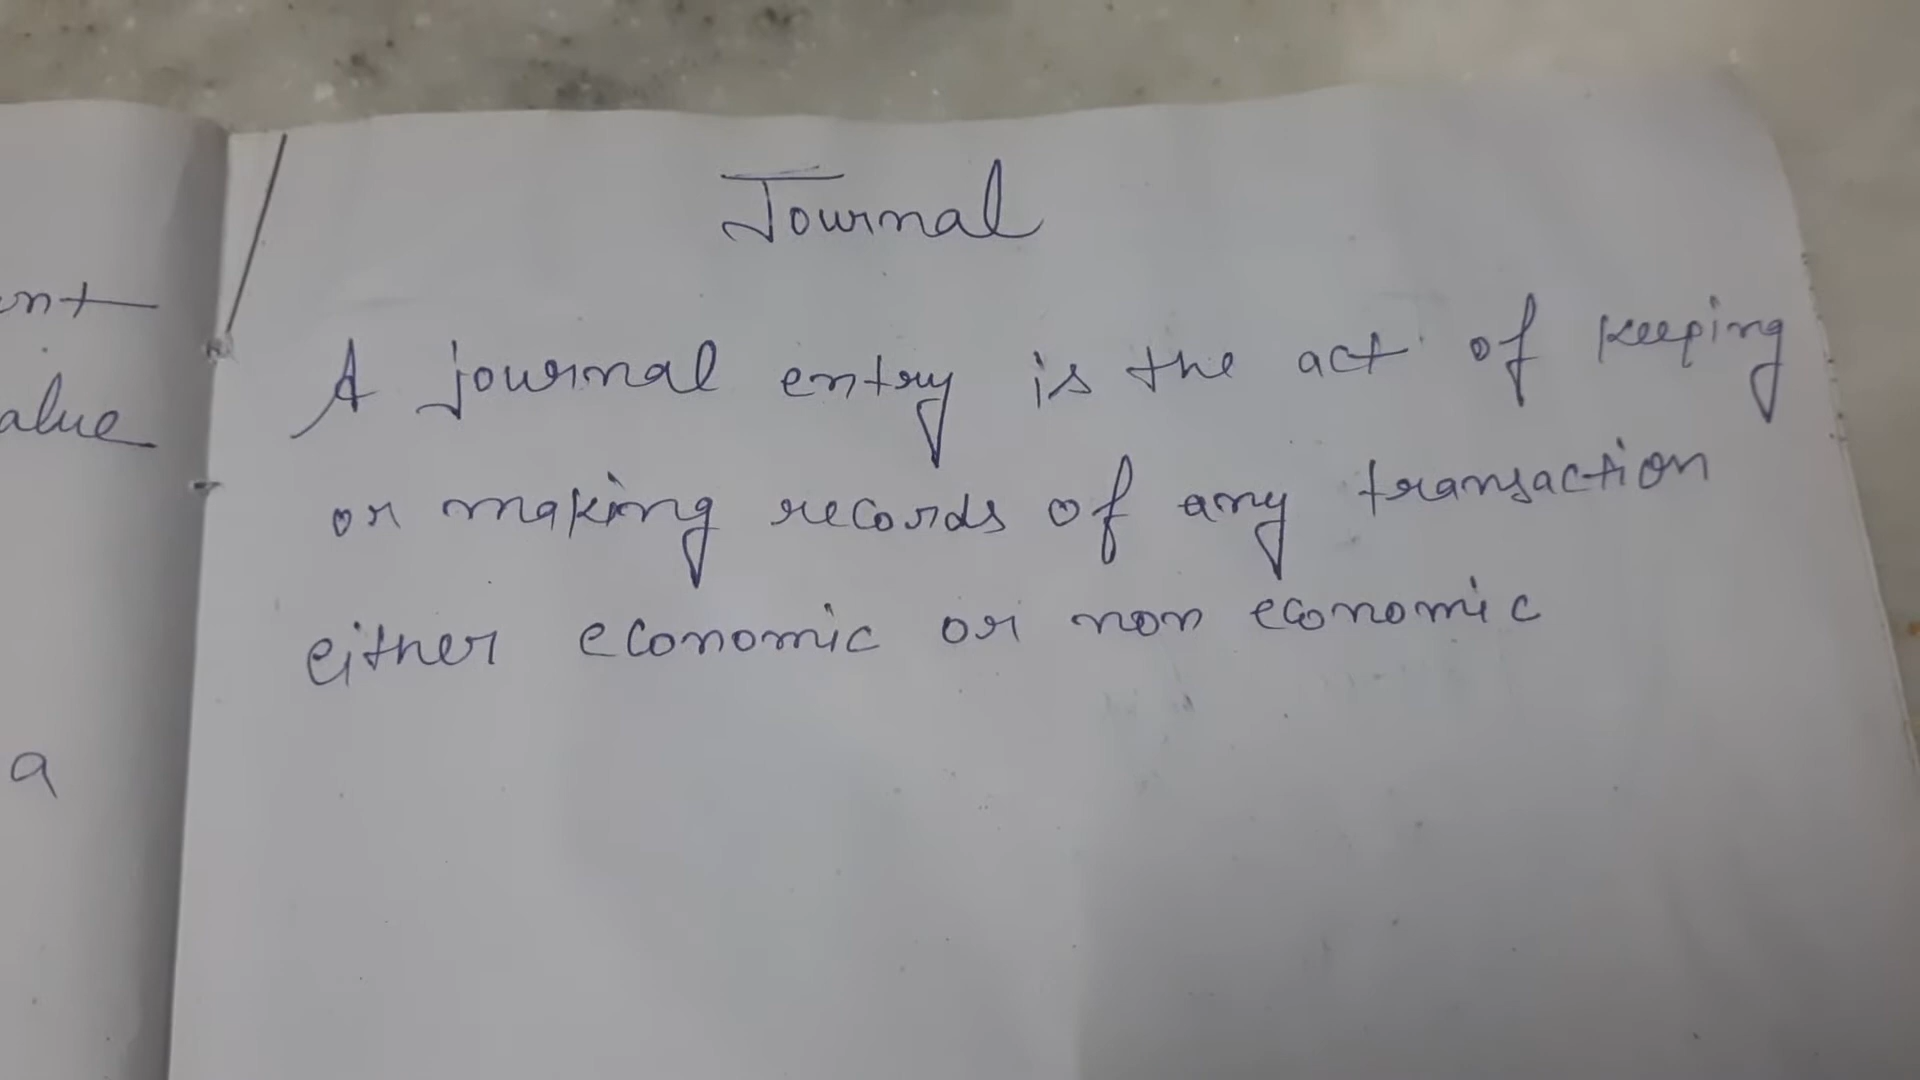 Journal
A journal entry is the act of keeping
or making records of any transaction
either economic or non economic
alue
a